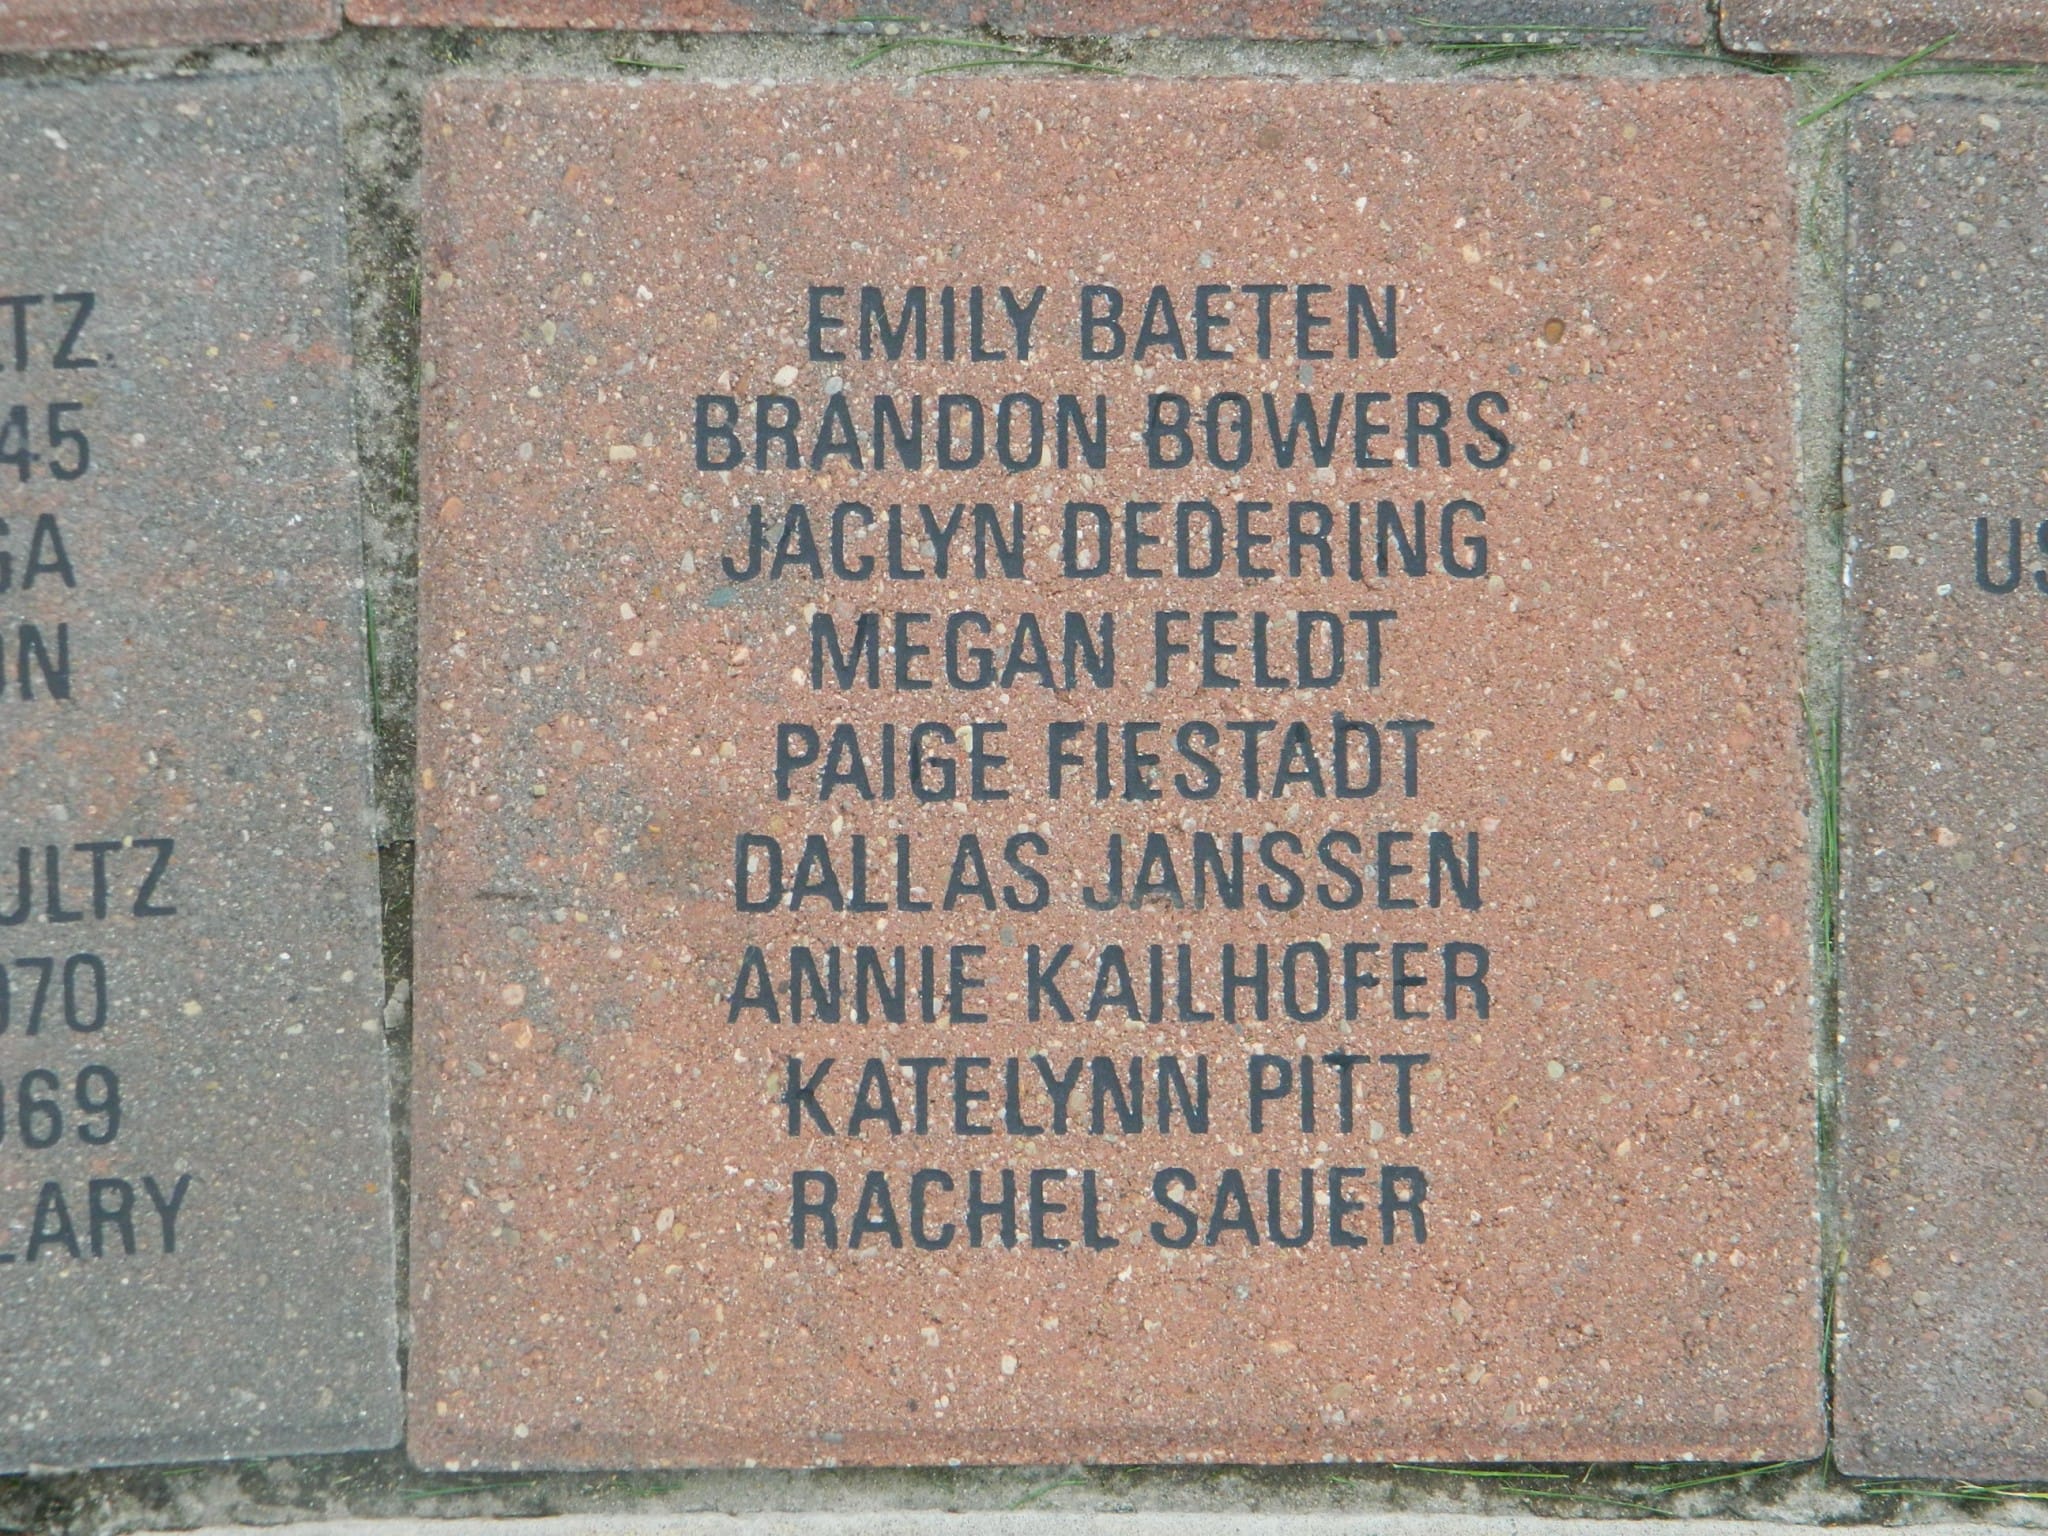 EMILY BAETEN
BRANDON BOWERS
JACLYN DEDERING
MEGAN FELDT
PAIGE FIESTADT
DALLAS JANSSEN
ANNIE KAILHOFER
KATELYNN PITT
RACHEL SAUER